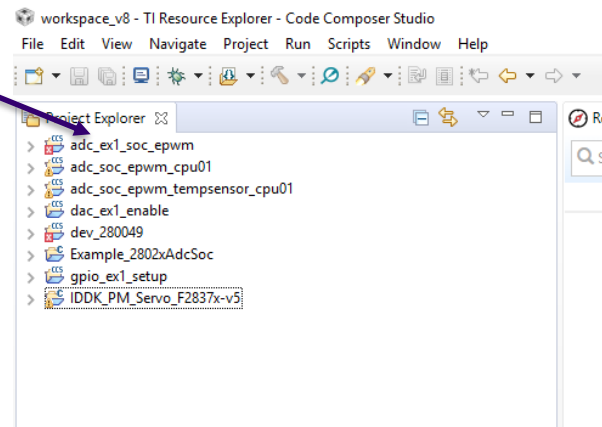 workspace_v8 - TI Resource Explorer - Code Composer Studio
File Edit View Navigate Project Run Scripts Window Help
Project Explorer
adc_ex1_soc_epwm
adc_soc_epwm_cpu01
adc_soc_epwm_tempsensor_cpu01
dac_ex1_enable
dev_280049
Example_2802xAdcSoc
gpio_ex1_setup
IDDK_PM_Servo_F2837x-v5